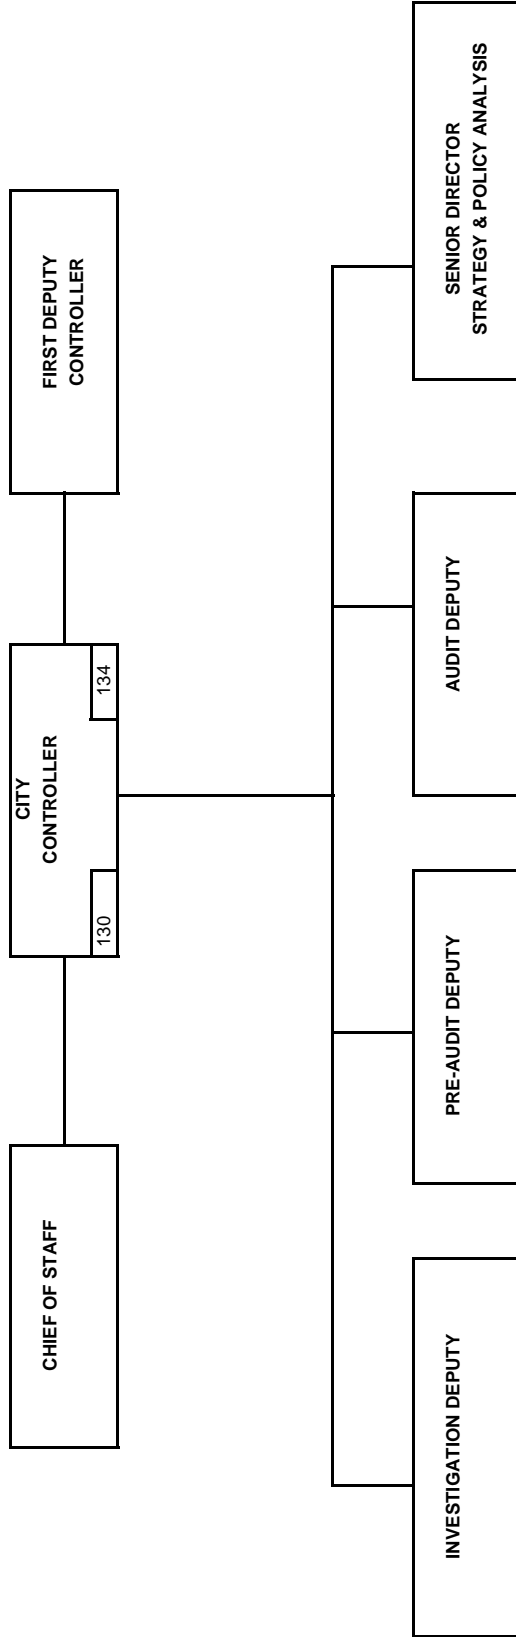 CHIEF OF STAFF
CITY
CONTROLLER
130
134
FIRST DEPUTY
CONTROLLER
INVESTIGATION DEPUTY
PRE-AUDIT DEPUTY
AUDIT DEPUTY
SENIOR DIRECTOR
STRATEGY & POLICY ANALYSIS